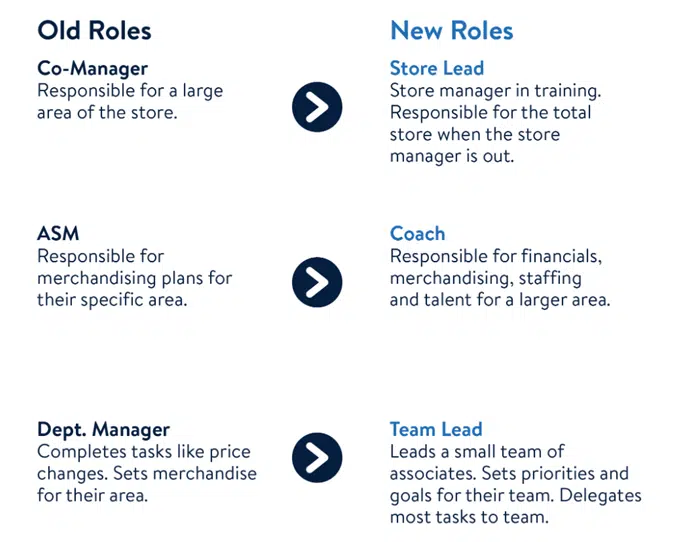 Old Roles
New Roles
Co-Manager
Responsible for a large
area of the store.
Store Lead
Store manager in training.
Responsible for the total
store when the store
manager is out.
ASM
Responsible for
merchandising plans for
their specific area.
Coach
Responsible for financials,
merchandising, staffing
and talent for a larger area.
Dept. Manager
Completes tasks like price
changes. Sets merchandise
for their area.
Team Lead
Leads a small team of
associates. Sets priorities and
goals for their team. Delegates
most tasks to team.